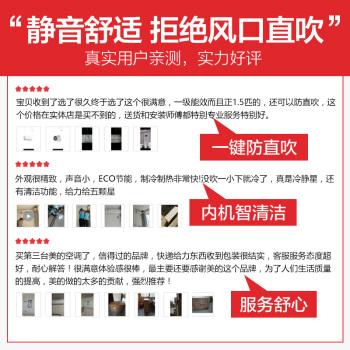 “静音舒适 拒绝风口直吹”
真实用户亲测，实力好评
宝贝收到了选了很久终于选了这个很满意，一级能效而且正1.5匹的，还可以防直吹，这
个价格在实体店是买不到的，送货和安装师傅都特别专业服务特别好。
一键防直吹
外观很精致，声音小，ECO节能，制冷制热非常快!没吹一小下就冷了，真是冷静星，还
有清洁功能，给力给五颗星
内机智清洁
买第三台美的空调了，信得过的品牌，快递给力东西收到包装很结实，客服服务态度超
好，耐心解答！很满意体验感很棒，最主要还是要感谢美的这个品牌，为了人们生活质量
的提高，美的做的太多的贡献，强烈推荐！
服务舒心